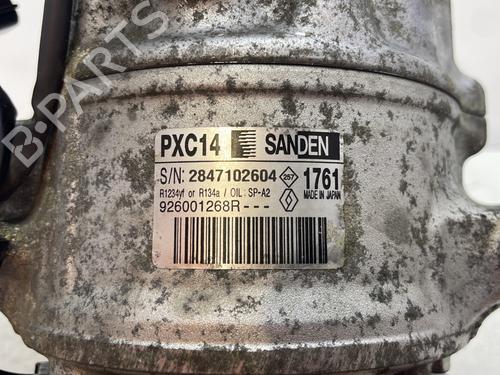 PXC14 SANDEN
S/N: 2847102604 257 1761
R1234yf or R134a / OIL: SP-A2 MADE IN JAPAN
926001268R---
B-PARTS